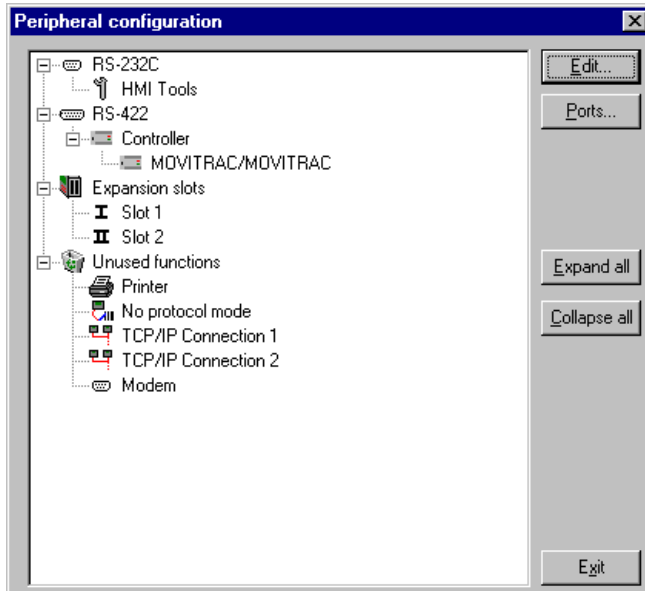 Peripheral configuration
RS-232C
HMI Tools
RS-422
Controller
MOVITRAC/MOVITRAC
Expansion slots
Slot 1
Slot 2
Unused functions
Printer
No protocol mode
TCP/IP Connection 1
TCP/IP Connection 2
Modem
Edit...
Ports...
Expand all
Collapse all
Exit